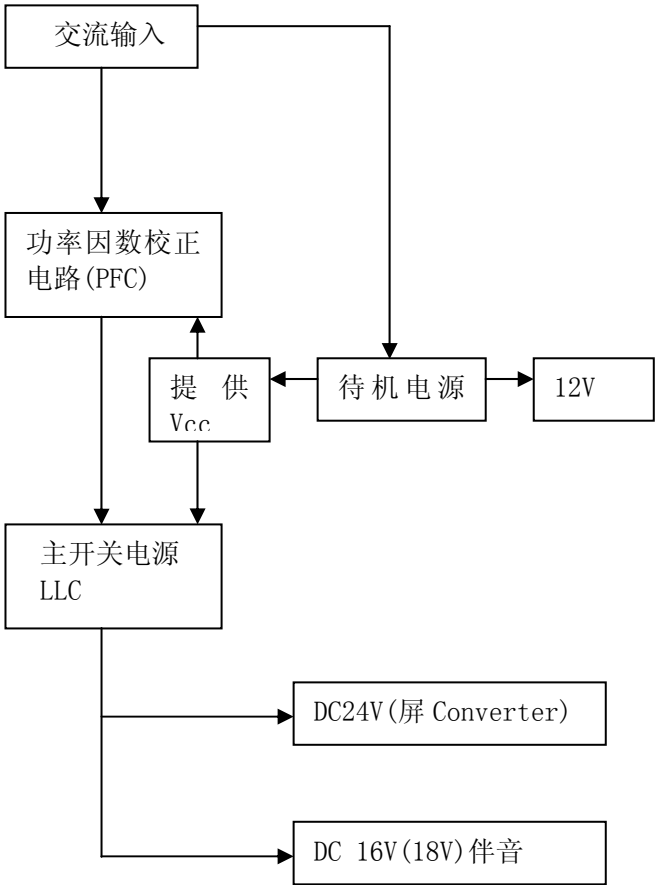 交流输入
功率因数校正
电路(PFC)
提 供
Vcc
待机电源
12V
主开关电源
LLC
DC24V(屏 Converter)
DC 16V(18V)伴音